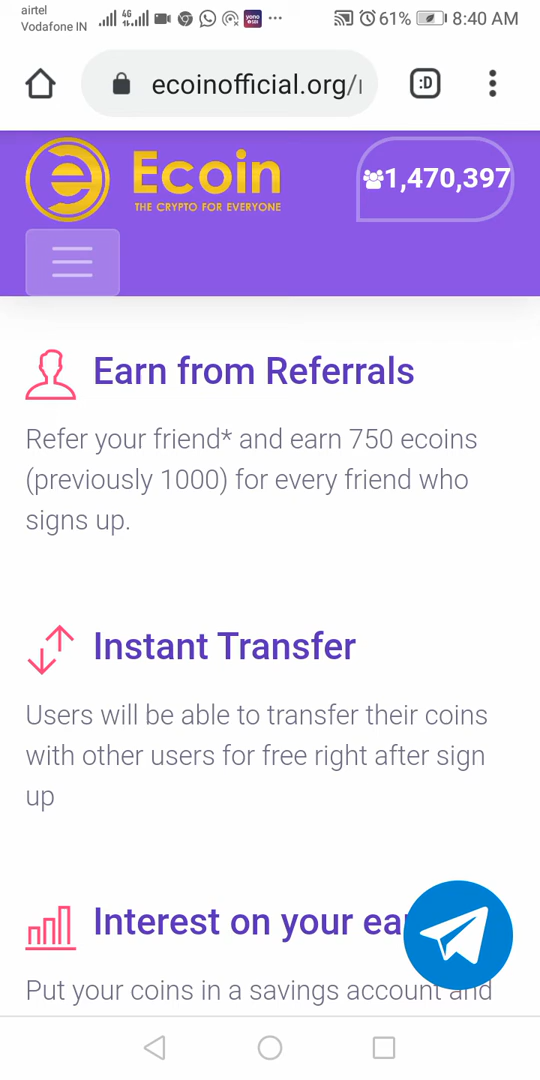 airtel
Vodafone IN 4G yono SBI ... 61% 8:40 AM
ecoinofficial.org/ :D
Ecoin
THE CRYPTO FOR EVERYONE
1,470,397
Earn from Referrals
Refer your friend* and earn 750 ecoins
(previously 1000) for every friend who
signs up.
Instant Transfer
Users will be able to transfer their coins
with other users for free right after sign
up
Interest on your ea
Put your coins in a savings account and